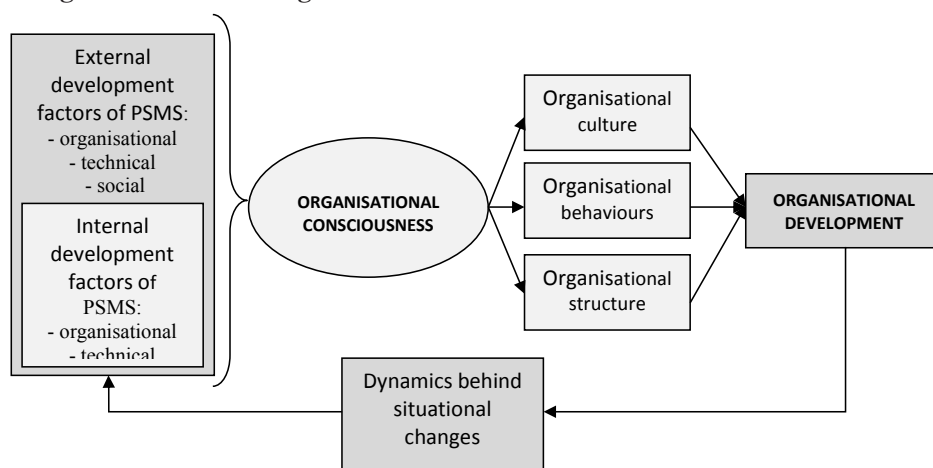 External
development
factors of PSMS:
- organisational
- technical
- social
Internal
development
factors of
PSMS:
- organisational
- technical
ORGANISATIONAL
CONSCIOUSNESS
Organisational
culture
Organisational
behaviours
Organisational
structure
ORGANISATIONAL
DEVELOPMENT
Dynamics behind
situational
changes